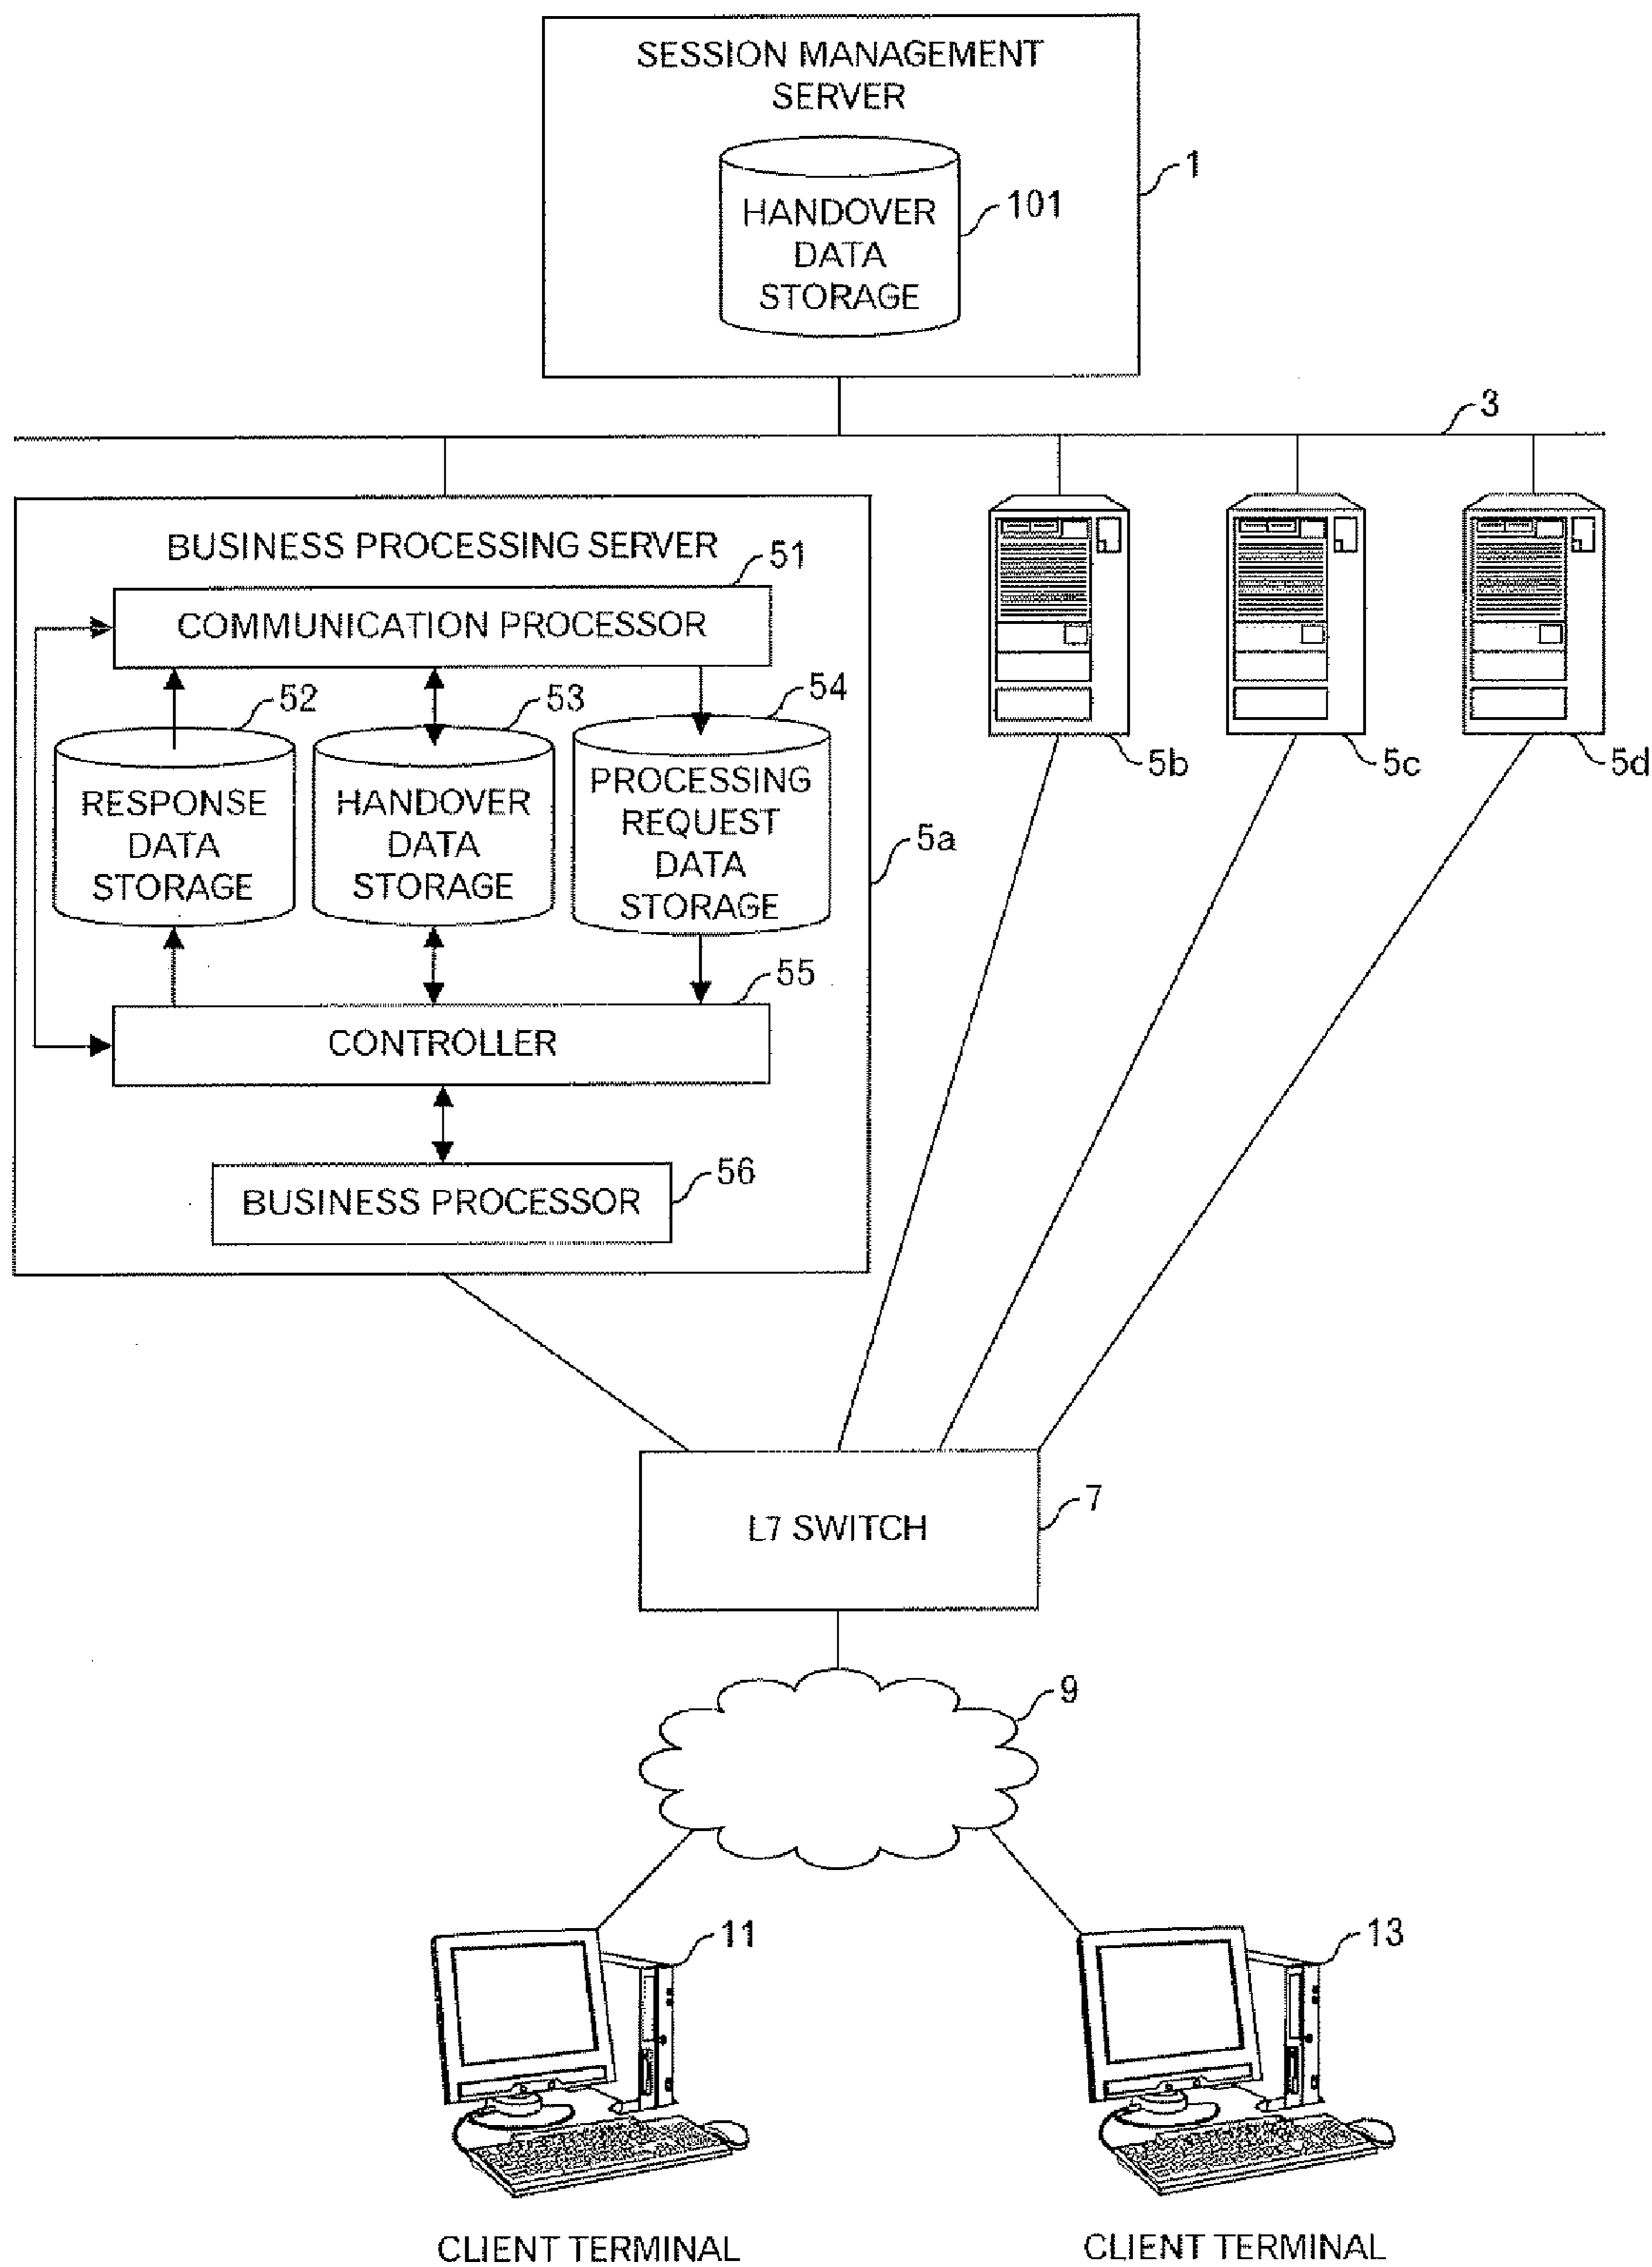 SESSION MANAGEMENT
SERVER
1
HANDOVER
DATA
STORAGE
101
3
BUSINESS PROCESSING SERVER
51
COMMUNICATION PROCESSOR
52
53
54
RESPONSE
DATA
STORAGE
HANDOVER
DATA
STORAGE
PROCESSING
REQUEST
DATA
STORAGE
5a
5b
5c
5d
55
CONTROLLER
56
BUSINESS PROCESSOR
L7 SWITCH
7
9
11
13
CLIENT TERMINAL
CLIENT TERMINAL